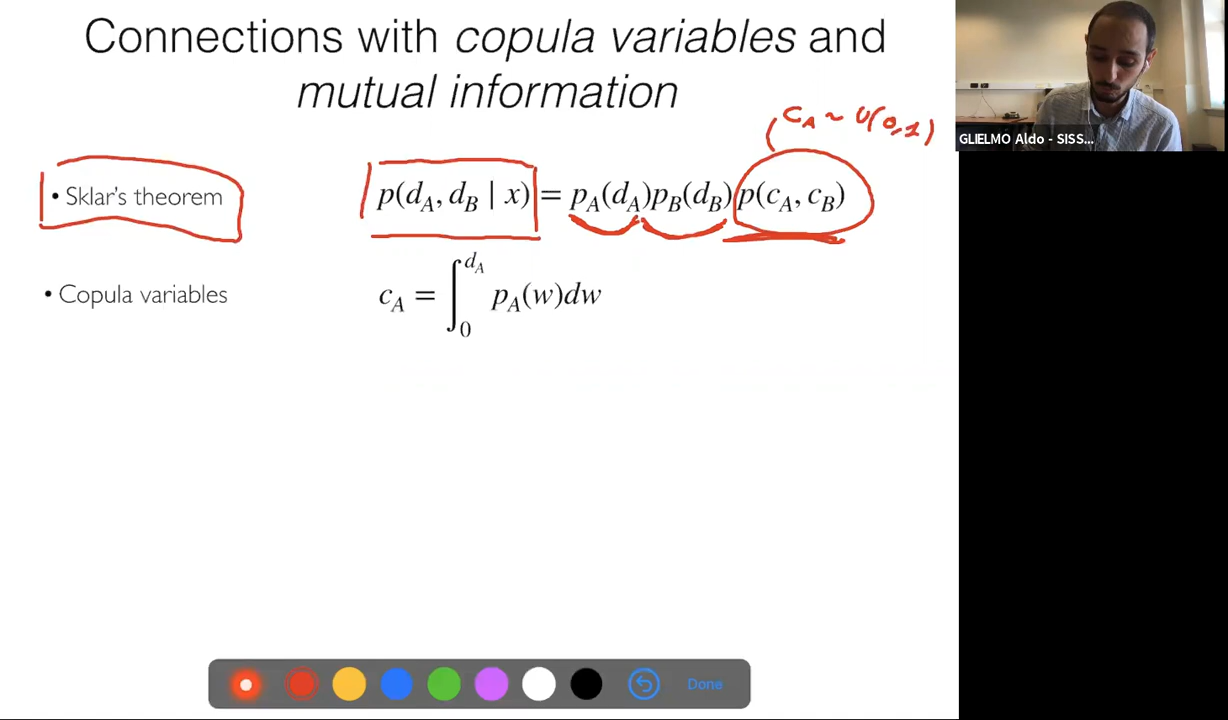 Connections with copula variables and
mutual information
c_A ~ U(0,1)
GLIELMO Aldo - SISS...
• Sklar's theorem
p(d_A, d_B | x) = p_A(d_A)p_B(d_B)p(c_A, c_B)
• Copula variables
c_A = ∫_0^{d_A} p_A(w)dw
Done